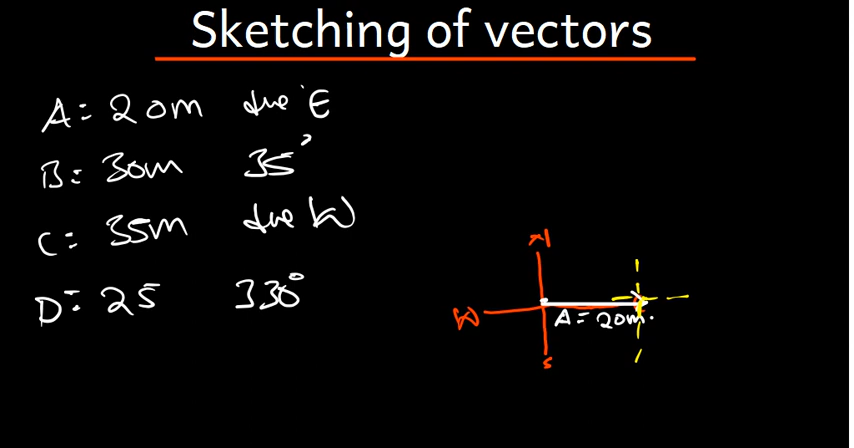 Sketching of vectors
A = 20m due E
B = 30m 35°
C = 35m due W
D = 25 330°
N
W
A = 20m.
S